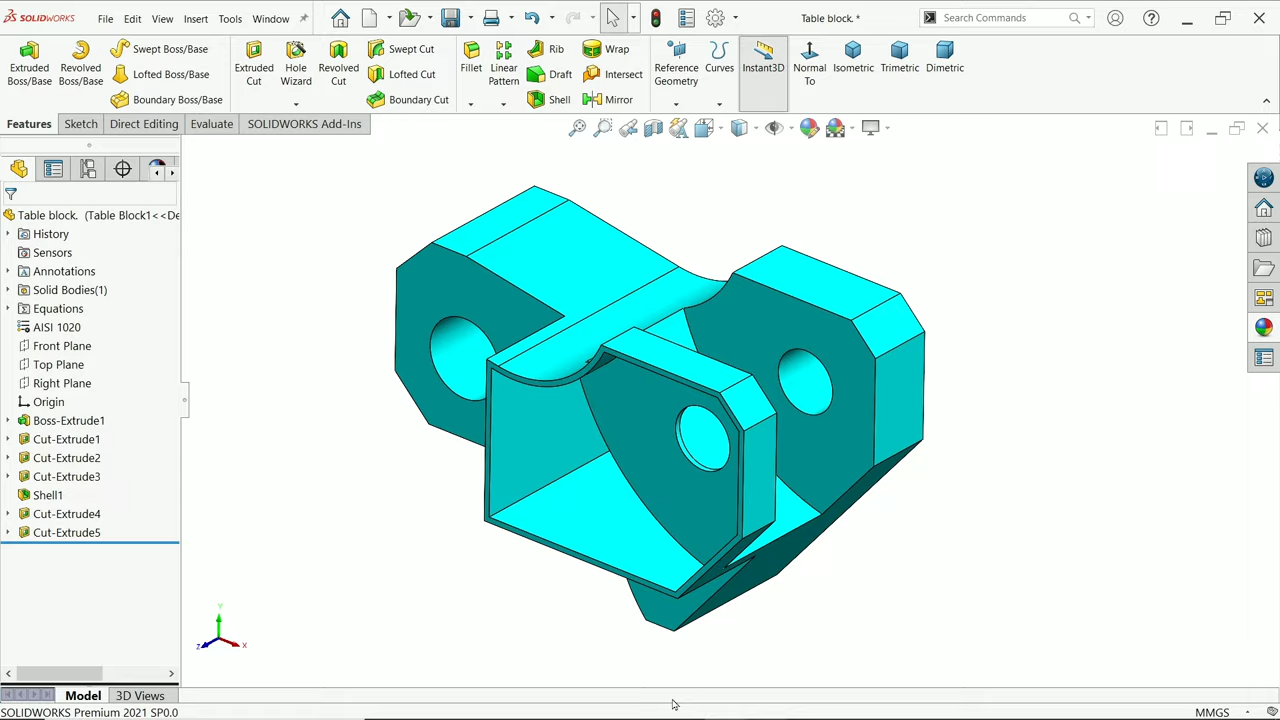 SOLIDWORKS File Edit View Insert Tools Window Table block. * Search Commands
Extruded Boss/Base
Revolved Boss/Base
Swept Boss/Base
Lofted Boss/Base
Boundary Boss/Base
Extruded Cut
Hole Wizard
Revolved Cut
Swept Cut
Lofted Cut
Boundary Cut
Fillet
Linear Pattern
Rib
Draft
Shell
Wrap
Intersect
Mirror
Reference Geometry
Curves
Instant3D
Normal To
Isometric
Trimetric
Dimetric
Features Sketch Direct Editing Evaluate SOLIDWORKS Add-Ins
Table block. (Table Block1<<De
History
Sensors
Annotations
Solid Bodies(1)
Equations
AISI 1020
Front Plane
Top Plane
Right Plane
Origin
Boss-Extrude1
Cut-Extrude1
Cut-Extrude2
Cut-Extrude3
Shell1
Cut-Extrude4
Cut-Extrude5
Y
Z
X
Model 3D Views
SOLIDWORKS Premium 2021 SP0.0 MMGS